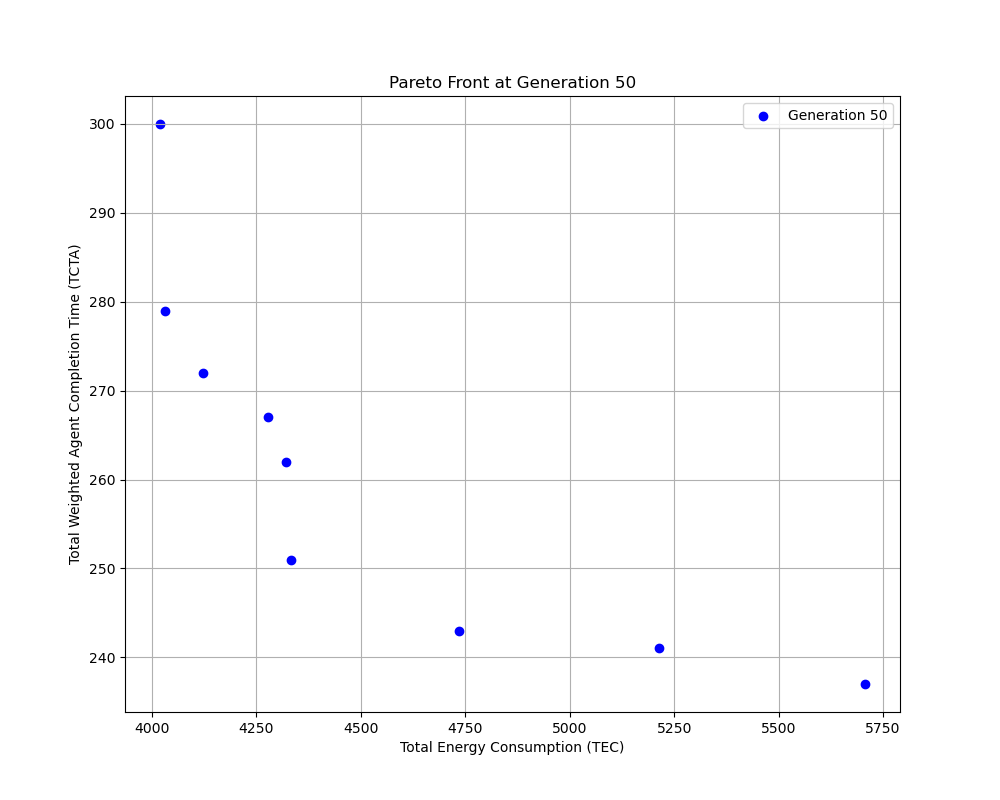 Pareto Front at Generation 50
Generation 50
300
290
280
270
260
250
240
Total Weighted Agent Completion Time (TCTA)
4000 4250 4500 4750 5000 5250 5500 5750
Total Energy Consumption (TEC)